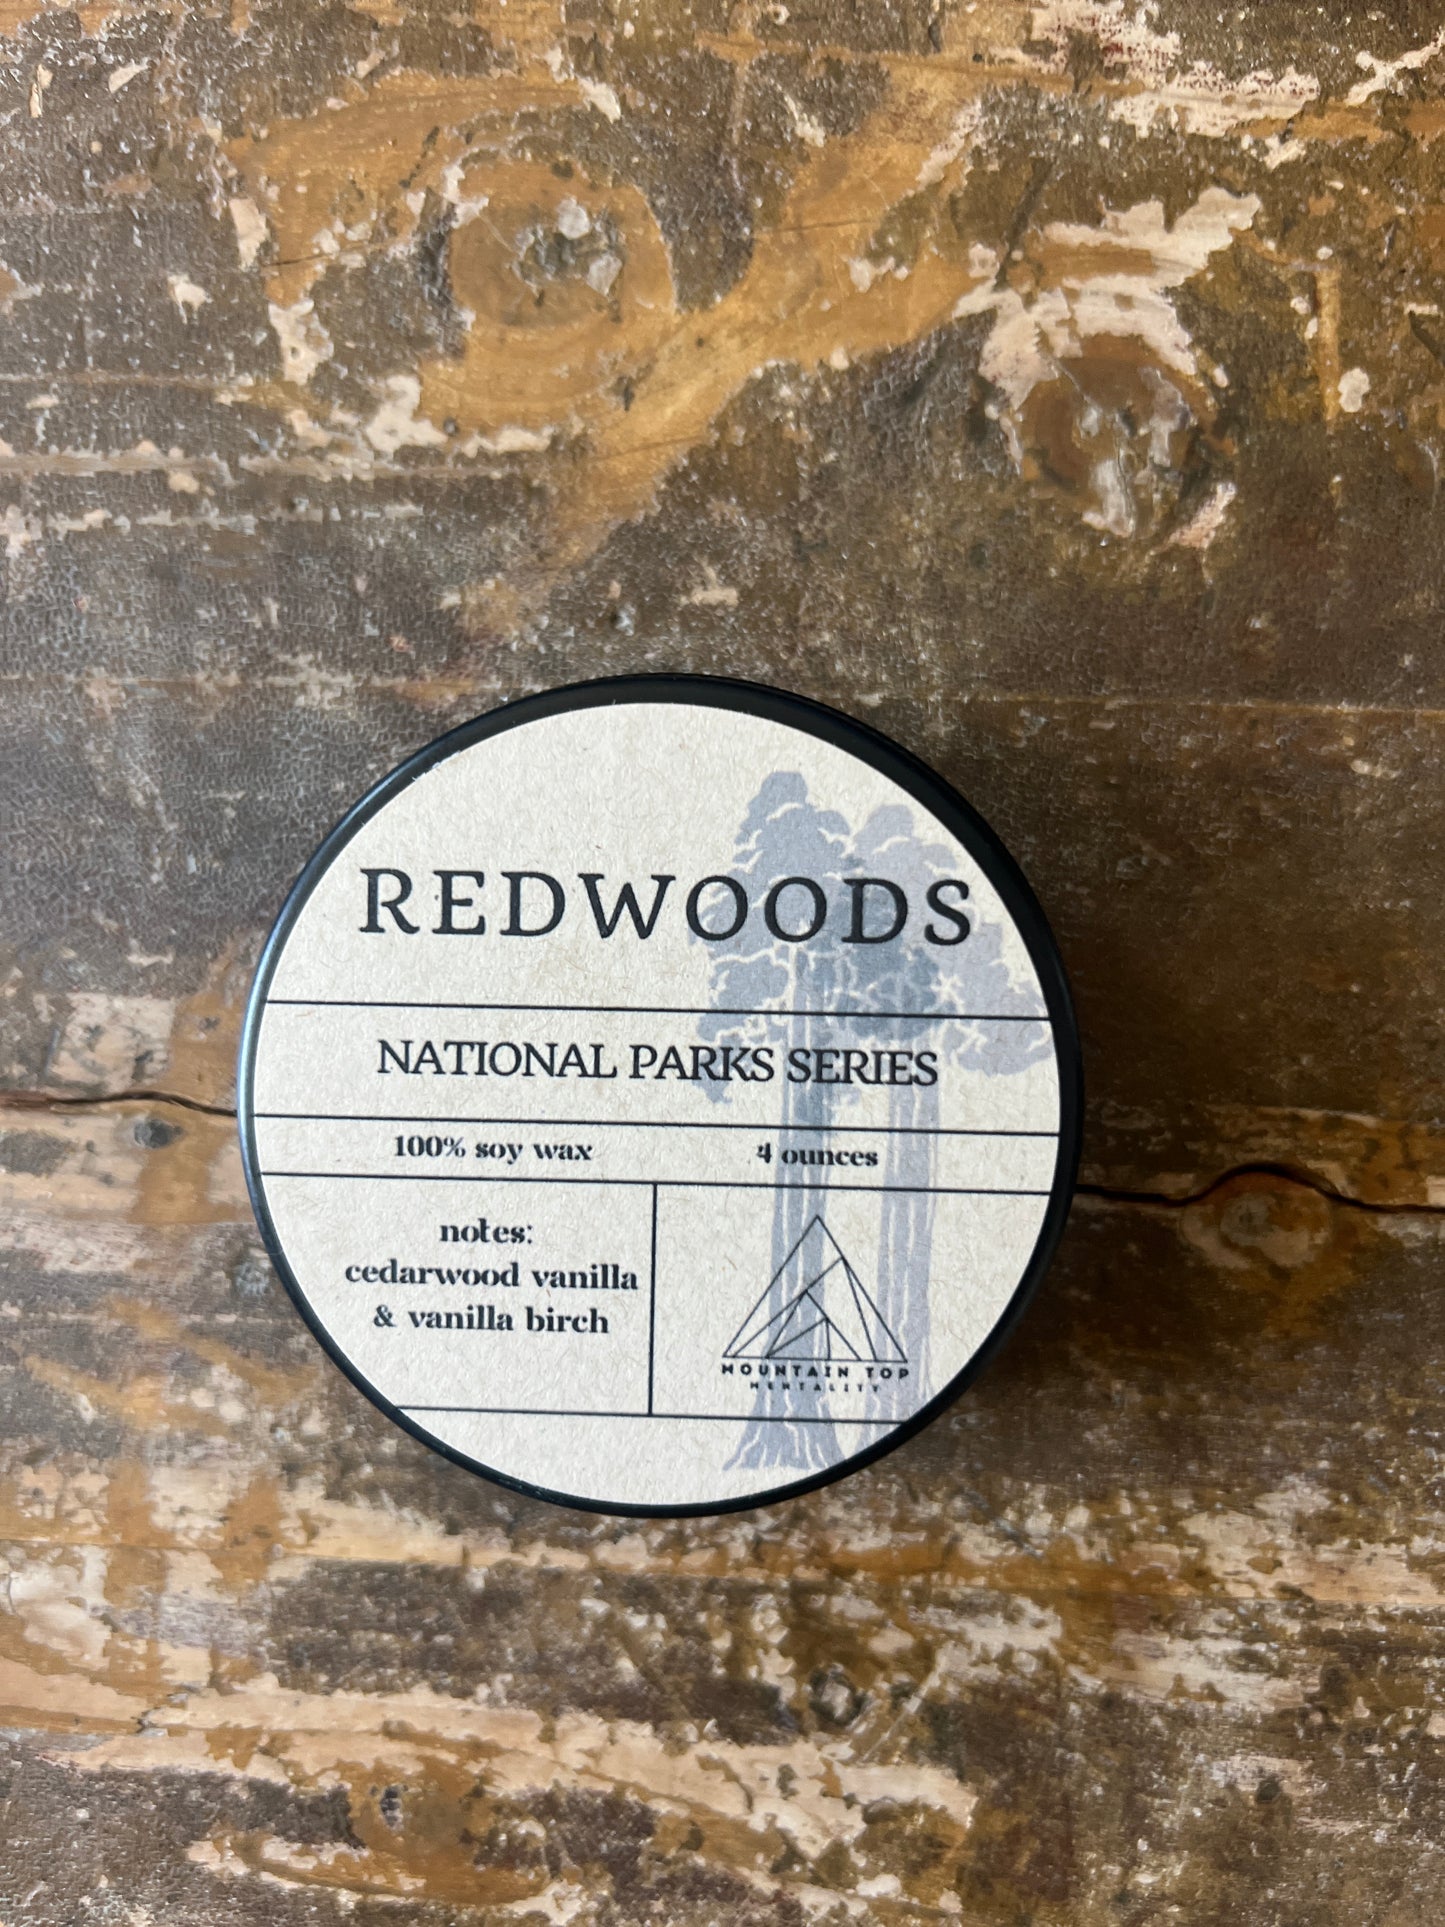 REDWOODS
NATIONAL PARKS SERIES
100% soy wax 4 ounces
notes:
cedarwood vanilla
& vanilla birch
MOUNTAIN TOP
MENTALITY